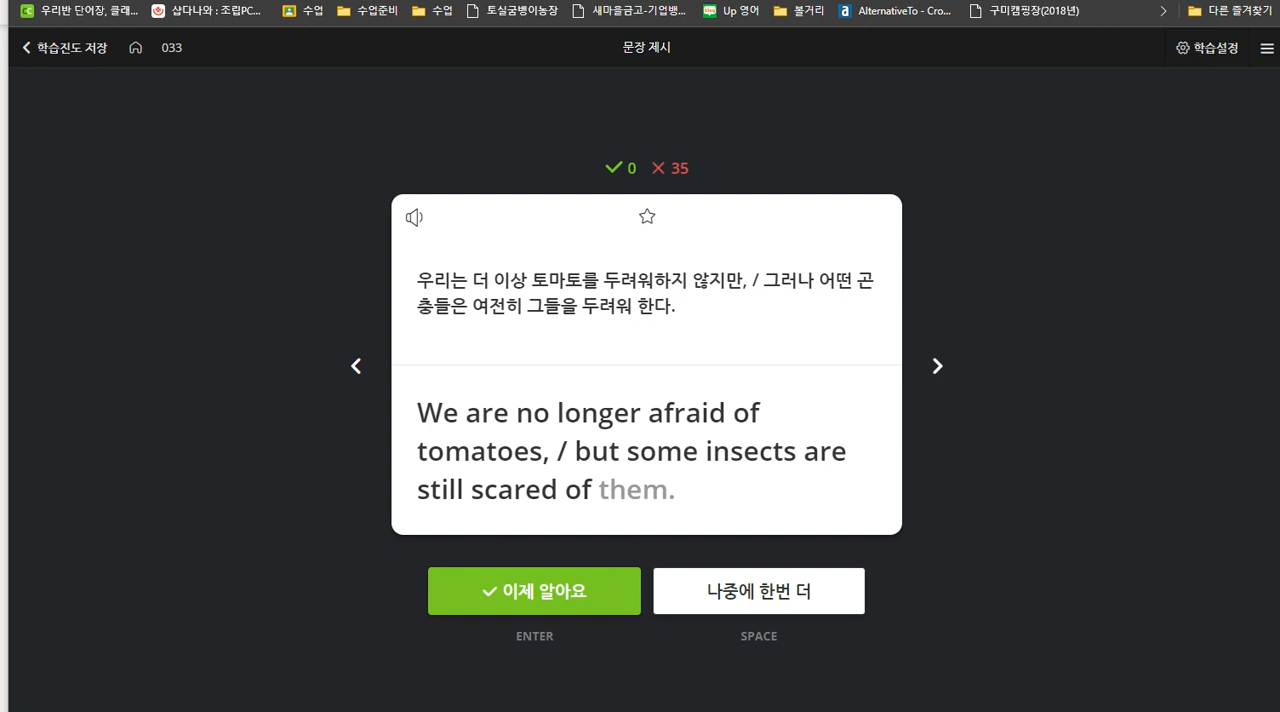 우리반 단어장, 클래... 샵다나와 : 조립PC... 수업 수업준비 수업 토실굼벵이농장 새마을금고-기업뱅... Up 영어 볼거리 AlternativeTo - Cro... 구미캠핑장(2018년) 다른 즐겨찾기
학습진도 저장 033 문장 제시 학습설정
0 35
우리는 더 이상 토마토를 두려워하지 않지만, / 그러나 어떤 곤
충들은 여전히 그들을 두려워 한다.
We are no longer afraid of
tomatoes, / but some insects are
still scared of them.
이제 알아요 나중에 한번 더
ENTER SPACE